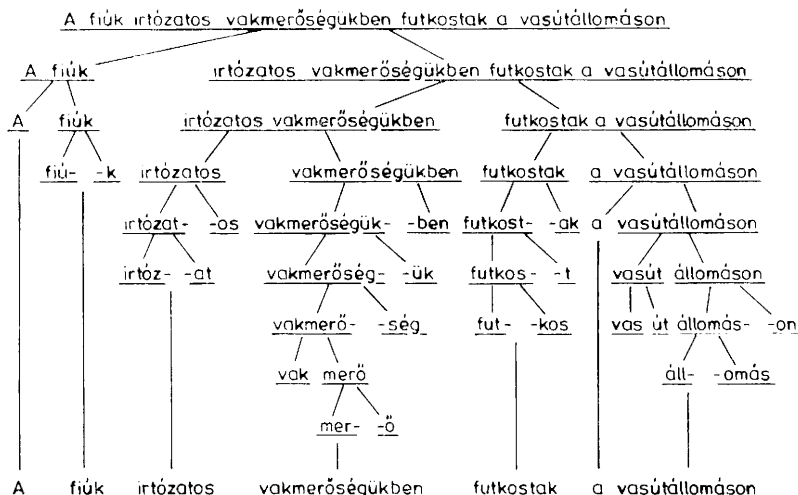 A fiúk irtózatos vakmerőségükben futkostak a vasútállomáson
A fiúk irtózatos vakmerőségükben futkostak a vasútállomáson
A fiúk irtózatos vakmerőségükben futkostak a vasútállomáson
fiú- -k irtózatos vakmerőségükben futkostak a vasútállomáson
irtózat- -os vakmerőségük- -ben futkost- -ak a vasútállomáson
irtóz- -at vakmerőség- -ük futkos- -t vasút állomáson
vakmerő- -ség fut- -kos vas út állomás- -on
vak merő áll- -omás
mer- -ő
A fiúk irtózatos vakmerőségükben futkostak a vasútállomáson